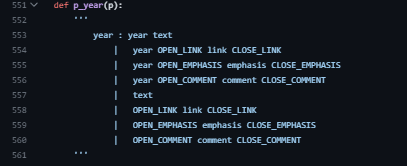 551 def p_year(p):
552 '''
553 year : year text
554 | year OPEN_LINK link CLOSE_LINK
555 | year OPEN_EMPHASIS emphasis CLOSE_EMPHASIS
556 | year OPEN_COMMENT comment CLOSE_COMMENT
557 | text
558 | OPEN_LINK link CLOSE_LINK
559 | OPEN_EMPHASIS emphasis CLOSE_EMPHASIS
560 | OPEN_COMMENT comment CLOSE_COMMENT
561 '''